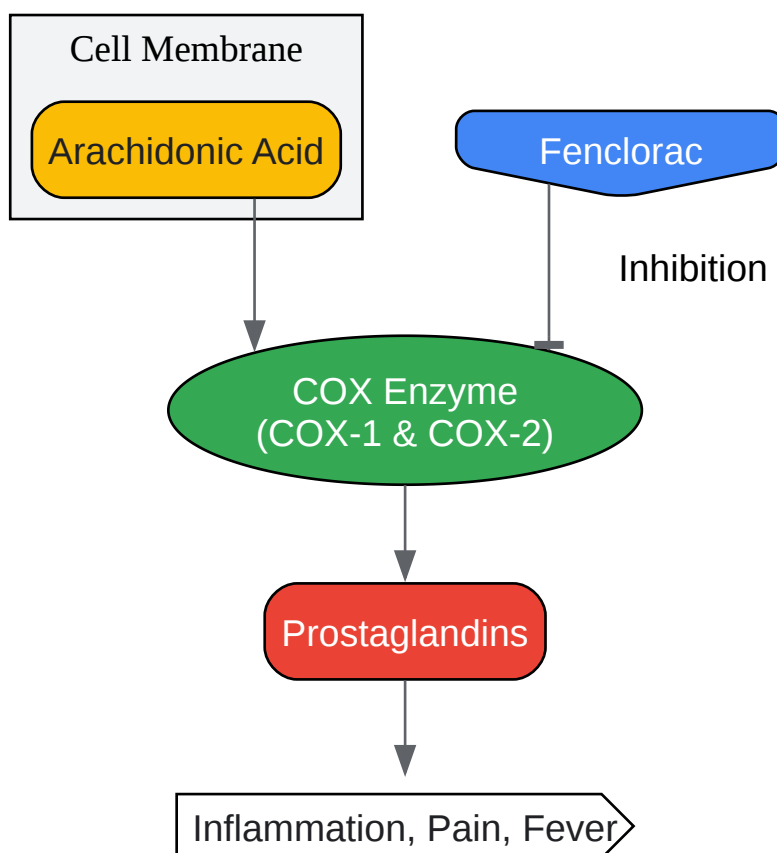 Cell Membrane
Arachidonic Acid
Fenclorac
Inhibition
COX Enzyme
(COX-1 & COX-2)
Prostaglandins
Inflammation, Pain, Fever